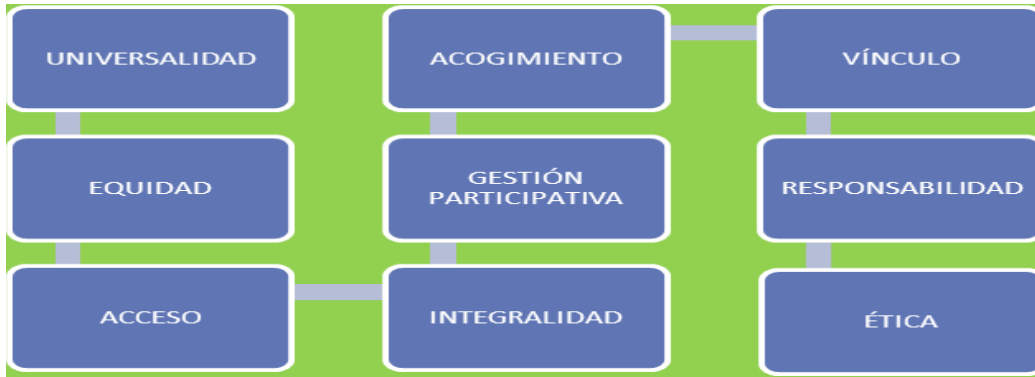 UNIVERSALIDAD
EQUIDAD
ACCESO
INTEGRALIDAD
GESTIÓN
PARTICIPATIVA
ACOGIMIENTO
VÍNCULO
RESPONSABILIDAD
ÉTICA